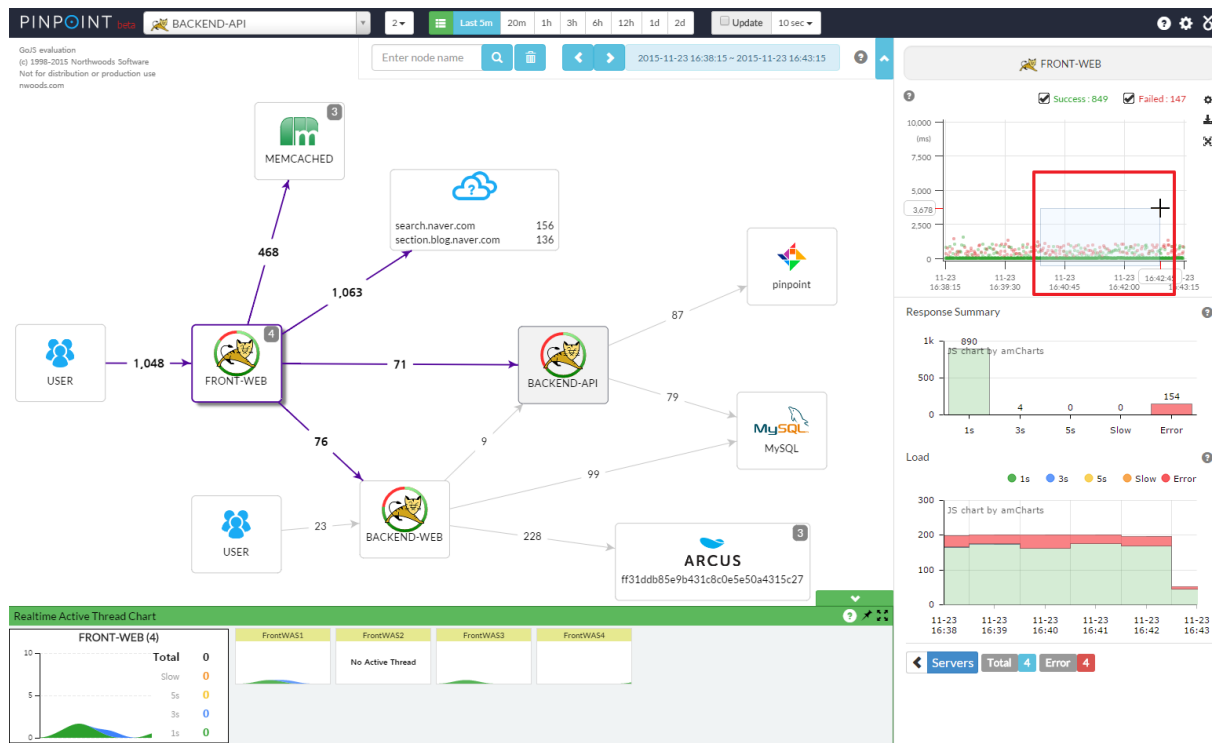 PINPOINT beta
BACKEND-API
2
Last 5m 20m 1h 3h 6h 12h 1d 2d
Update 10 sec
GoJS evaluation
(c) 1998-2015 Northwoods Software
Not for distribution or production use
nwoods.com
Enter node name
2015-11-23 16:38:15 ~ 2015-11-23 16:43:15
3
MEMCACHED
search.naver.com 156
section.blog.naver.com 136
468
1,063
pinpoint
87
USER
1,048
4
FRONT-WEB
71
BACKEND-API
79
MySQL
MySQL
76
9
99
USER
23
BACKEND-WEB
228
3
ARCUS
ff31ddb85e9b431c8c0e5e50a4315c27
Realtime Active Thread Chart
FRONT-WEB (4)
10
5
0
Total 0
Slow 0
5s 0
3s 0
1s 0
FrontWAS1
FrontWAS2
No Active Thread
FrontWAS3
FrontWAS4
FRONT-WEB
Success : 849 Failed : 147
10,000
(ms)
7,500
5,000
3,678
2,500
0
11-23
16:38:15
11-23
16:39:30
11-23
16:40:45
11-23
16:42:00
16:42:45
-23
16:43:15
Response Summary
1k
500
0
JS chart by amCharts
890 4 0 0 154
1s 3s 5s Slow Error
Load
1s 3s 5s Slow Error
300
200
100
0
JS chart by amCharts
11-23 11-23 11-23 11-23 11-23 11-23
16:38 16:39 16:40 16:41 16:42 16:43
Servers Total 4 Error 4